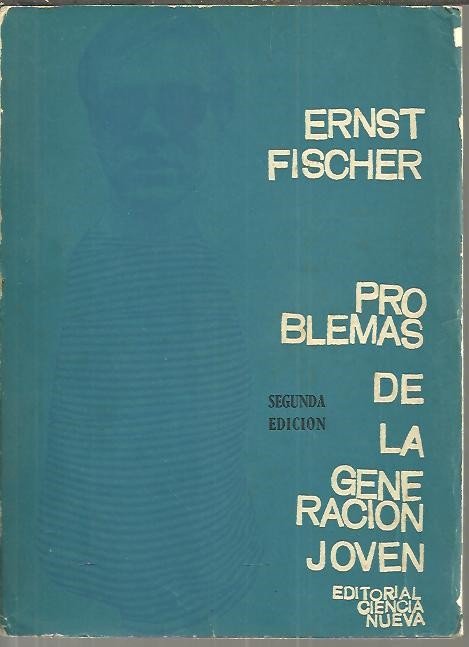 ERNST
FISCHER
PRO
BLEMAS
DE
LA
GENE
RACION
JOVEN
SEGUNDA
EDICION
EDITORIAL
CIENCIA
NUEVA